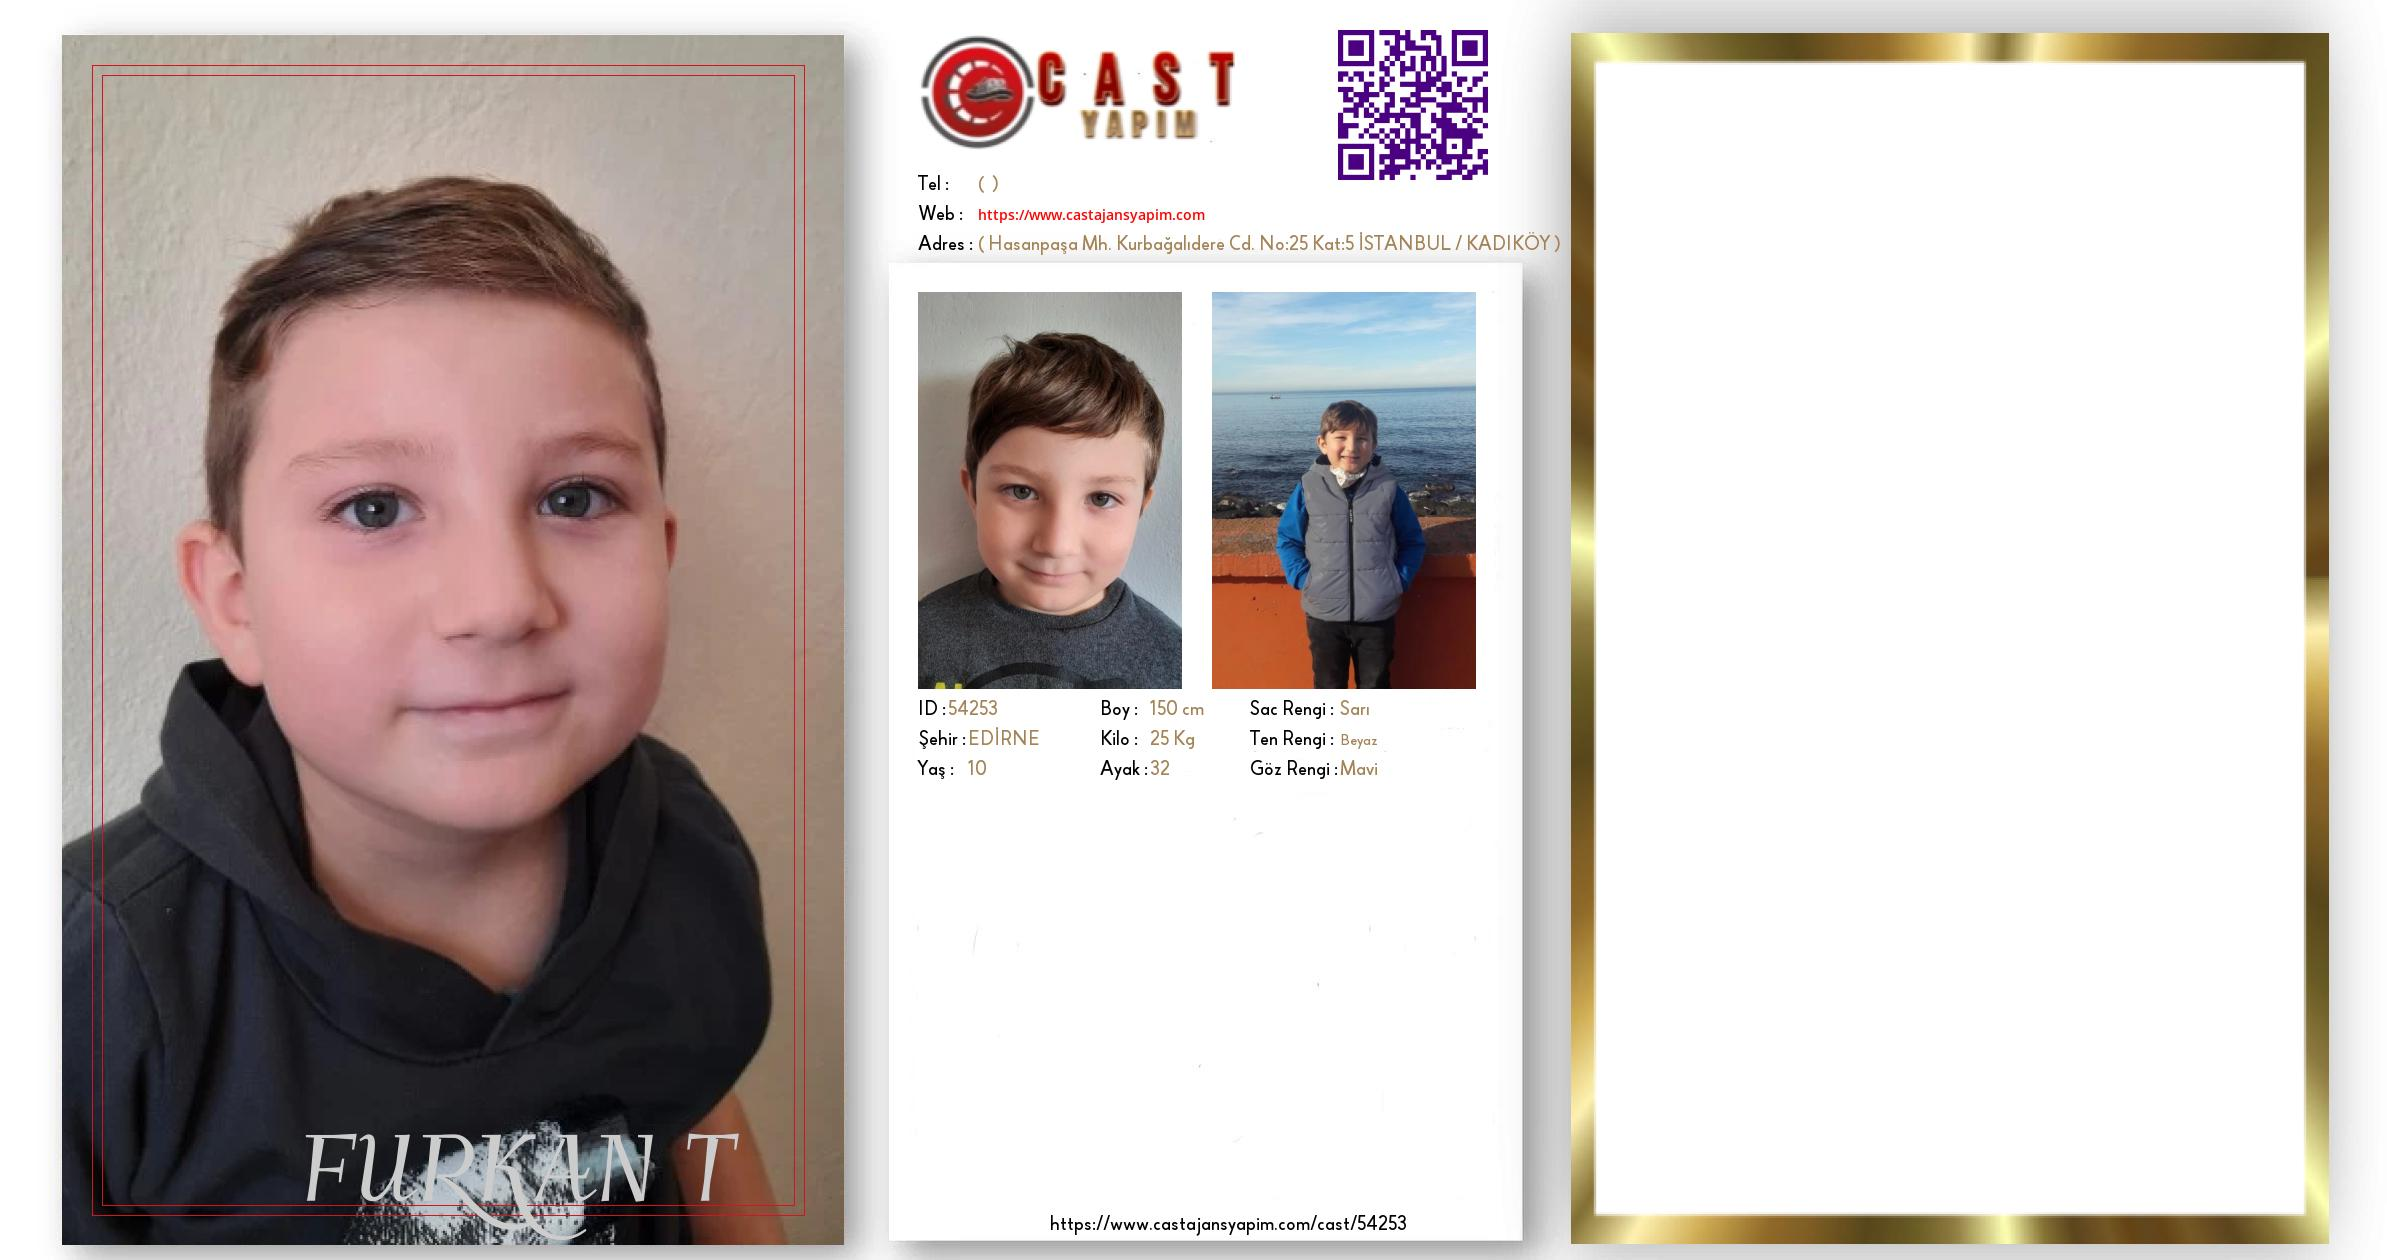 FURKAN T
CAST
YAPIM
Tel : ( )
Web : https://www.castajansyapim.com
Adres : ( Hasanpaşa Mh. Kurbağalıdere Cd. No:25 Kat:5 İSTANBUL / KADIKÖY )
ID : 54253 Boy : 150 cm Sac Rengi : Sarı
Şehir : EDİRNE Kilo : 25 Kg Ten Rengi : Beyaz
Yaş : 10 Ayak : 32 Göz Rengi : Mavi
https://www.castajansyapim.com/cast/54253